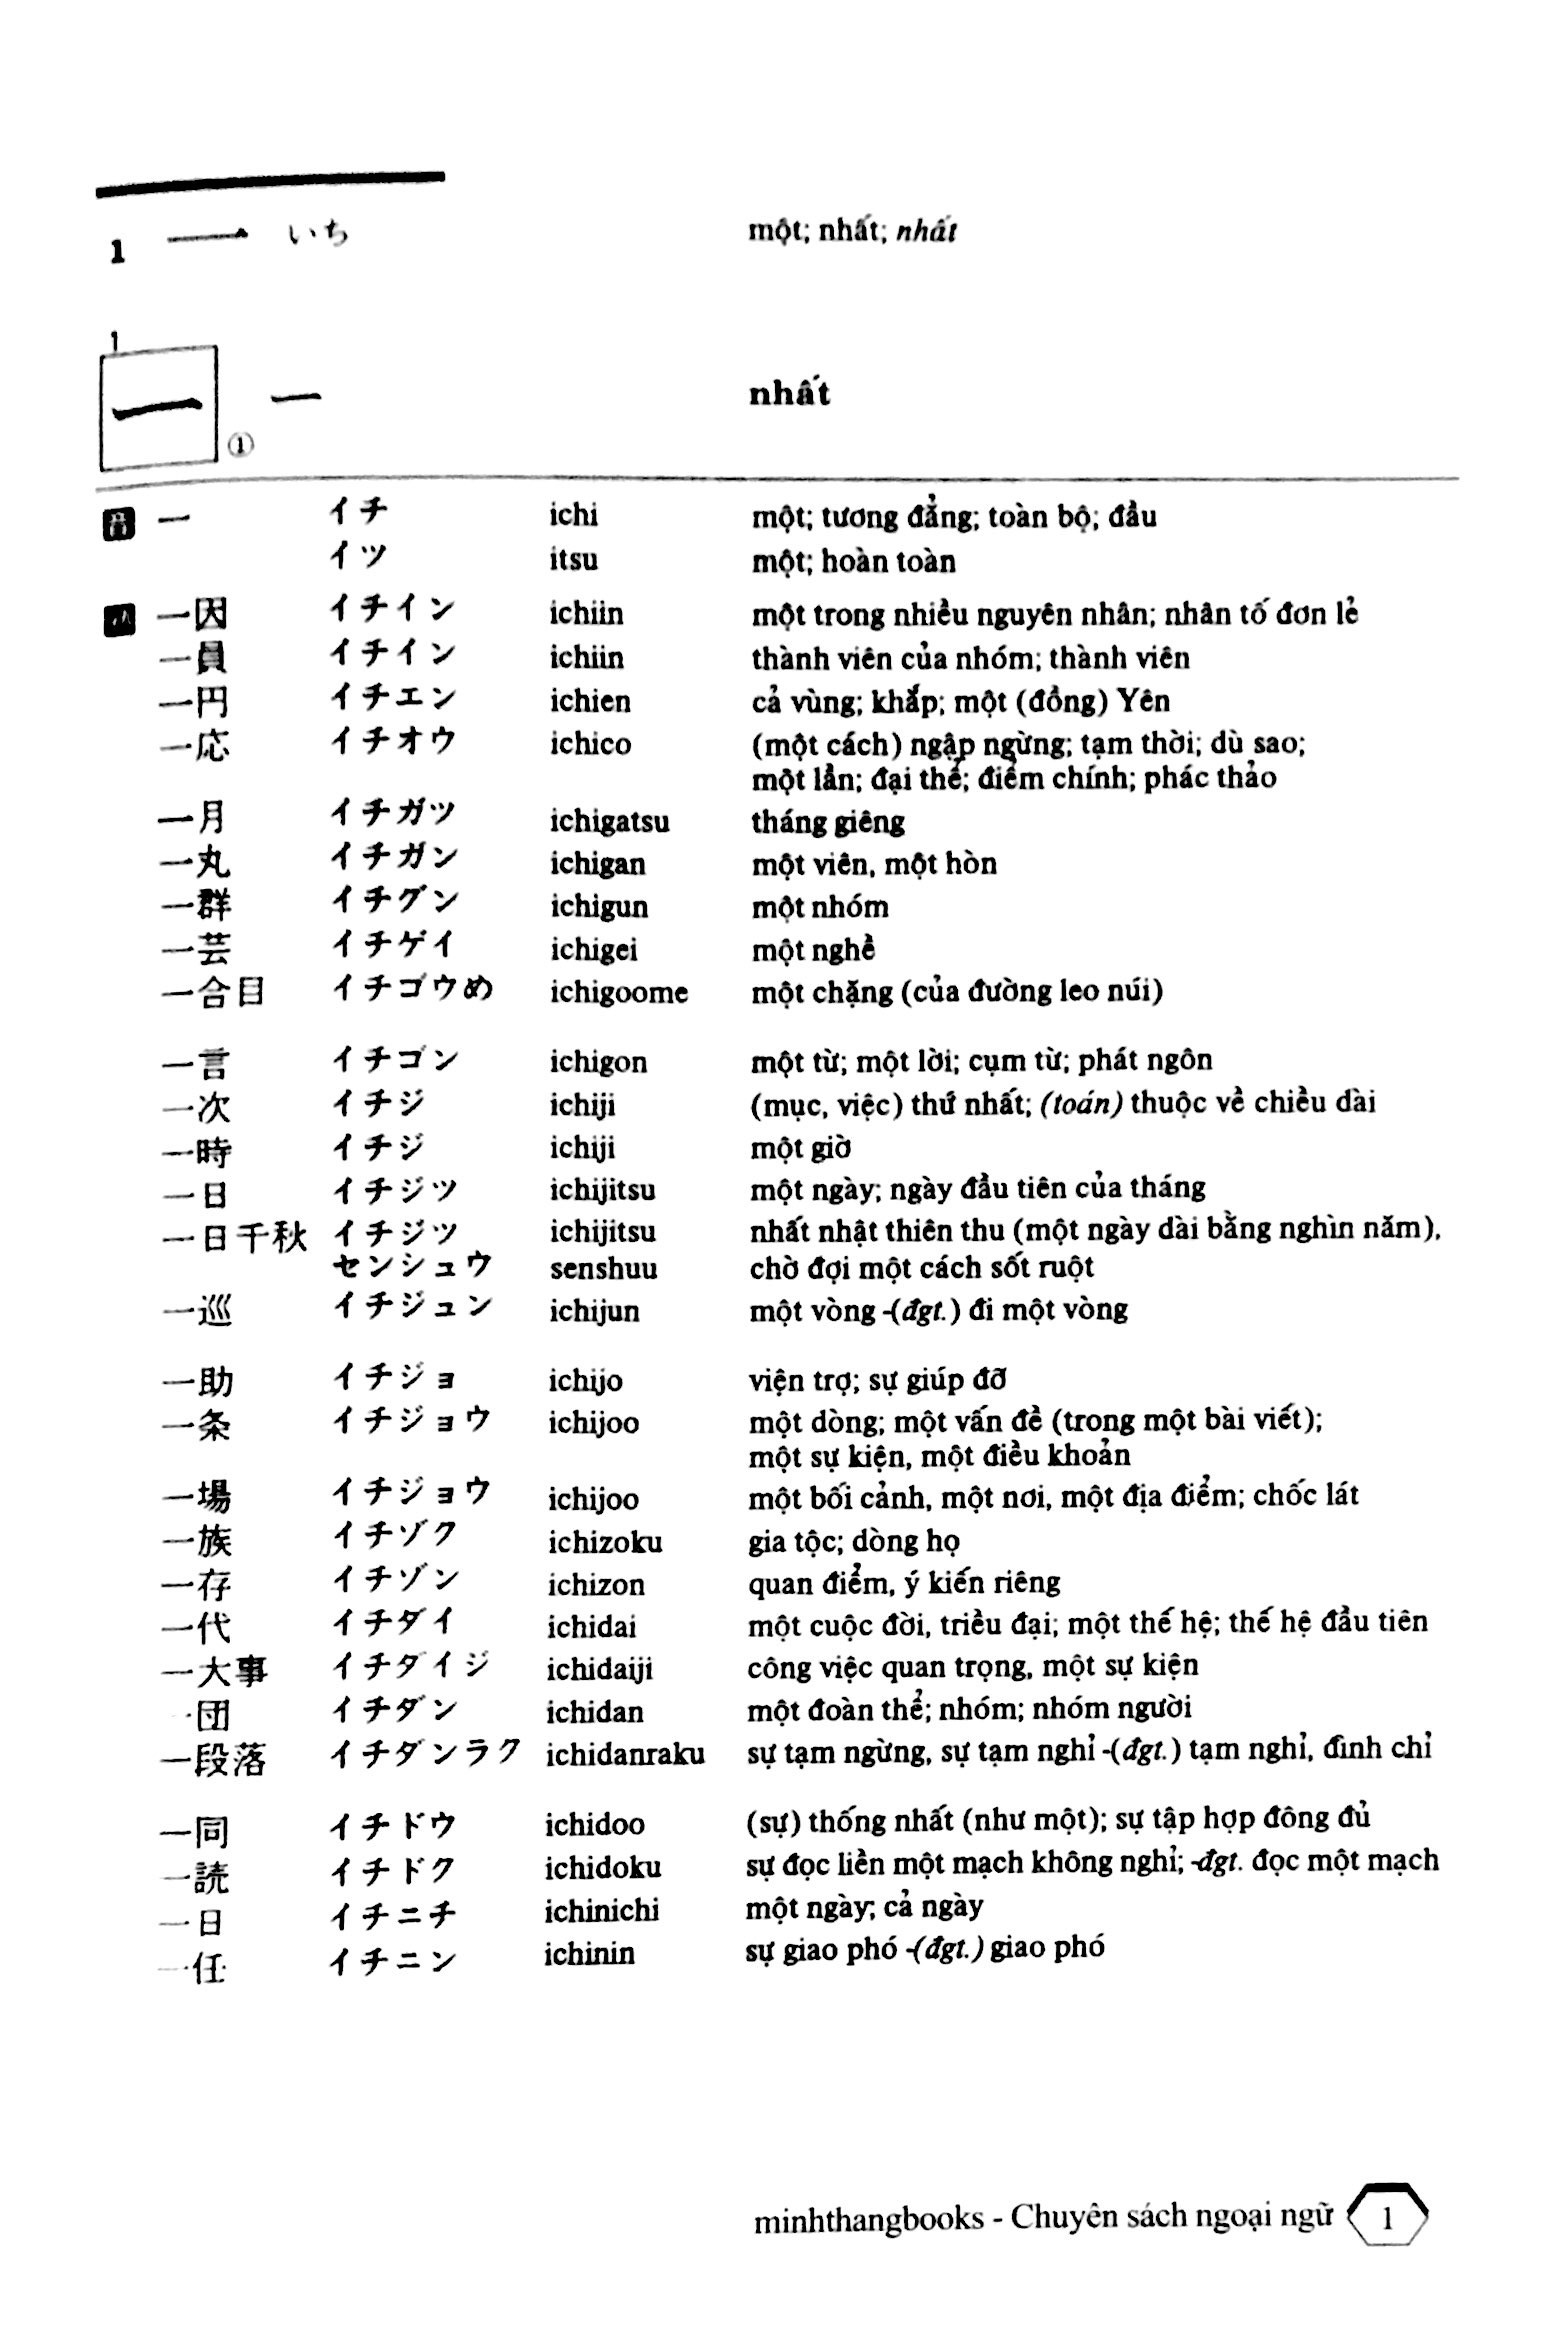 1 一 いち một; nhất; nhất
1
一 ① 一 nhất
音 一 イチ ichi một; tương đẳng; toàn bộ; đầu
イツ itsu một; hoàn toàn
一因 イチイン ichiin một trong nhiều nguyên nhân; nhân tố đơn lẻ
一員 イチイン ichiin thành viên của nhóm; thành viên
一円 イチエン ichien cả vùng; khắp; một (đồng) Yên
一応 イチオウ ichico (một cách) ngập ngừng; tạm thời; dù sao;
một lần; đại thể; điểm chính; phác thảo
一月 イチガツ ichigatsu tháng giêng
一丸 イチガン ichigan một viên, một hòn
一群 イチグン ichigun một nhóm
一芸 イチゲイ ichigei một nghề
一合目 イチゴウめ ichigoome một chặng (của đường leo núi)
一言 イチゴン ichigon một từ; một lời; cụm từ; phát ngôn
一次 イチジ ichiji (mục, việc) thứ nhất; (toán) thuộc về chiều dài
一時 イチジ ichiji một giờ
一日 イチジツ ichijitsu một ngày; ngày đầu tiên của tháng
一日千秋 イチジツ ichijitsu nhất nhật thiên thu (một ngày dài bằng nghìn năm),
センシュウ senshuu chờ đợi một cách sốt ruột
一巡 イチジュン ichijun một vòng -(đgt.) đi một vòng
一助 イチジョ ichijo viện trợ; sự giúp đỡ
一条 イチジョウ ichijoo một dòng; một vấn đề (trong một bài viết);
một sự kiện, một điều khoản
一場 イチジョウ ichijoo một bối cảnh, một nơi, một địa điểm; chốc lát
一族 イチゾク ichizoku gia tộc; dòng họ
一存 イチゾン ichizon quan điểm, ý kiến riêng
一代 イチダイ ichidai một cuộc đời, triều đại; một thế hệ; thế hệ đầu tiên
一大事 イチダイジ ichidaiji công việc quan trọng, một sự kiện
一団 イチダン ichidan một đoàn thể; nhóm; nhóm người
一段落 イチダンラク ichidanraku sự tạm ngừng, sự tạm nghỉ -(đgt.) tạm nghỉ, đình chỉ
一同 イチドウ ichidoo (sự) thống nhất (như một); sự tập hợp đông đủ
一読 イチドク ichidoku sự đọc liền một mạch không nghỉ; -đgt. đọc một mạch
一日 イチニチ ichinichi một ngày; cả ngày
一任 イチニン ichinin sự giao phó -(đgt.) giao phó
minhthangbooks - Chuyên sách ngoại ngữ 1